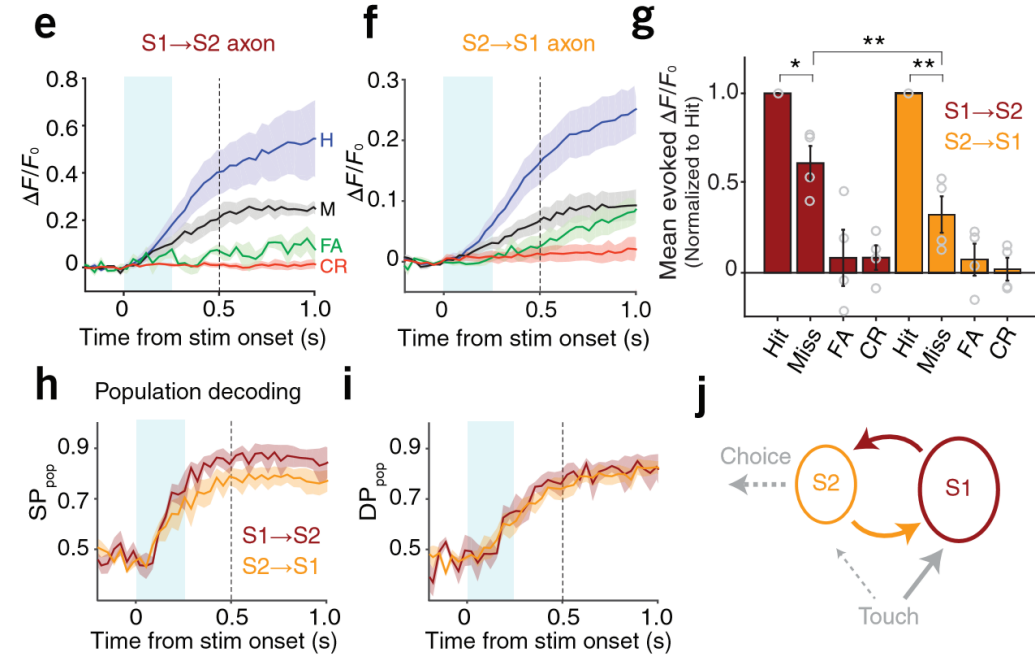 e
S1→S2 axon
ΔF/F0
0.8
0.6
0.4
0.2
0
H
M
FA
CR
0 0.5 1.0
Time from stim onset (s)
f
S2→S1 axon
ΔF/F0
0.3
0.2
0.1
0
0 0.5 1.0
Time from stim onset (s)
g
Mean evoked ΔF/F0
(Normalized to Hit)
1.0
0.5
0
* ** **
S1→S2
S2→S1
Hit Miss FA CR Hit Miss FA CR
h
Population decoding
SPpop
0.9
0.7
0.5
S1→S2
S2→S1
0 0.5 1.0
Time from stim onset (s)
i
DPpop
0.9
0.7
0.5
0 0.5 1.0
Time from stim onset (s)
j
Choice
S2
S1
Touch